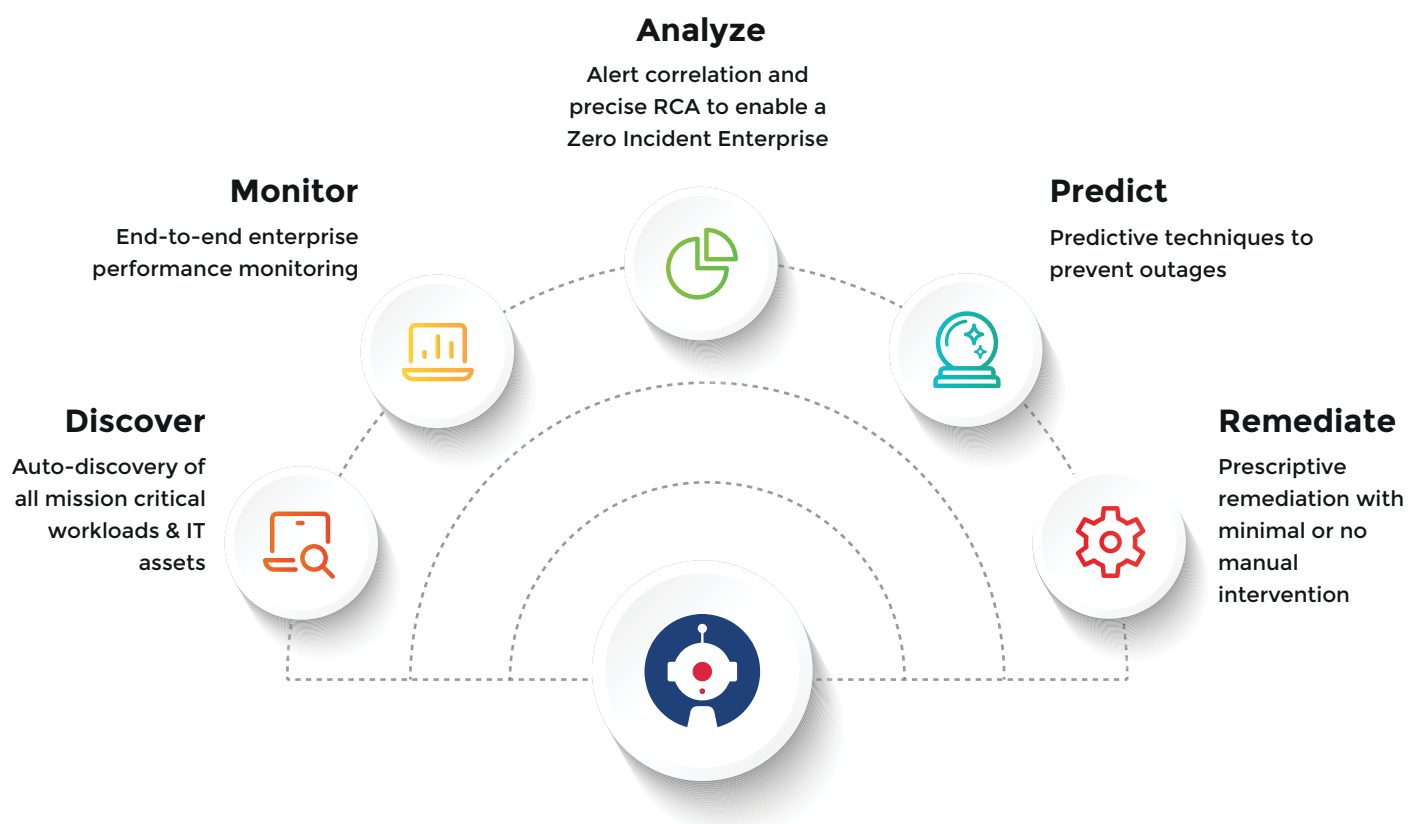 Analyze
Alert correlation and
precise RCA to enable a
Zero Incident Enterprise
Monitor
End-to-end enterprise
performance monitoring
Predict
Predictive techniques to
prevent outages
Discover
Auto-discovery of
all mission critical
workloads & IT
assets
Remediate
Prescriptive
remediation with
minimal or no
manual
intervention